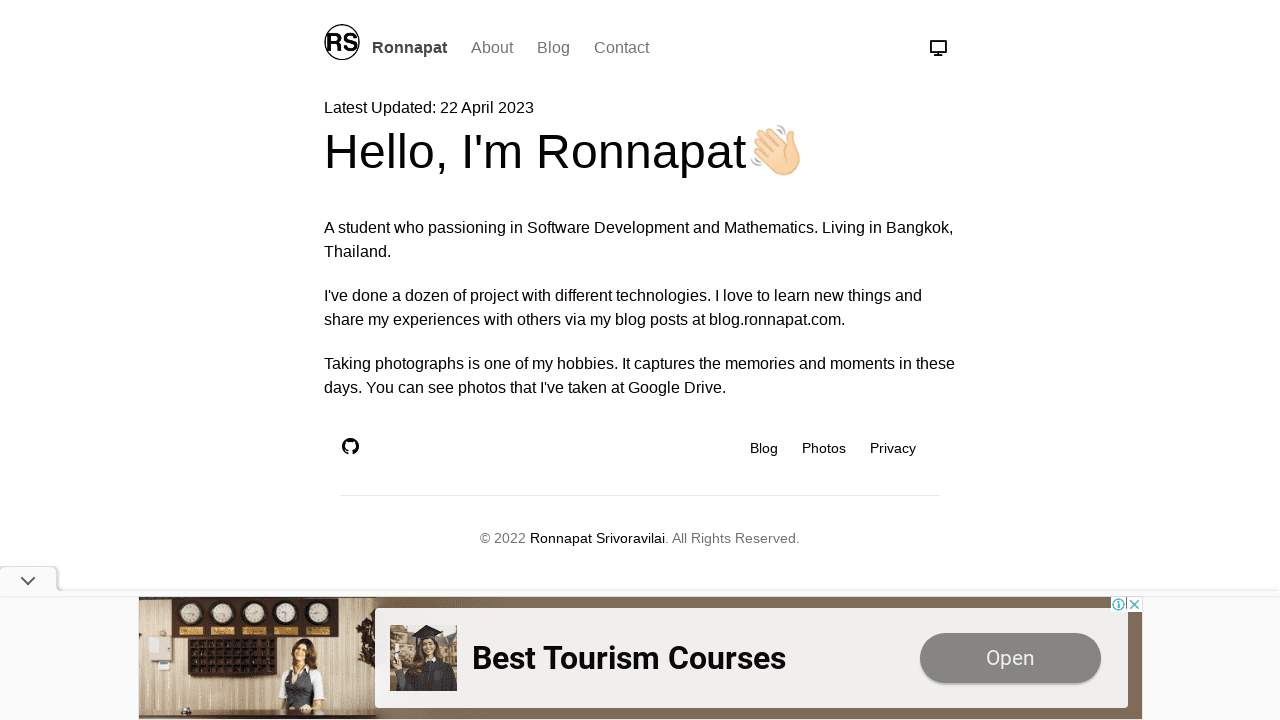 RS
Ronnapat About Blog Contact
Latest Updated: 22 April 2023
Hello, I'm Ronnapat👋🏼
A student who passioning in Software Development and Mathematics. Living in Bangkok,
Thailand.
I've done a dozen of project with different technologies. I love to learn new things and
share my experiences with others via my blog posts at blog.ronnapat.com.
Taking photographs is one of my hobbies. It captures the memories and moments in these
days. You can see photos that I've taken at Google Drive.
Blog Photos Privacy
© 2022 Ronnapat Srivoravilai. All Rights Reserved.
Best Tourism Courses
Open